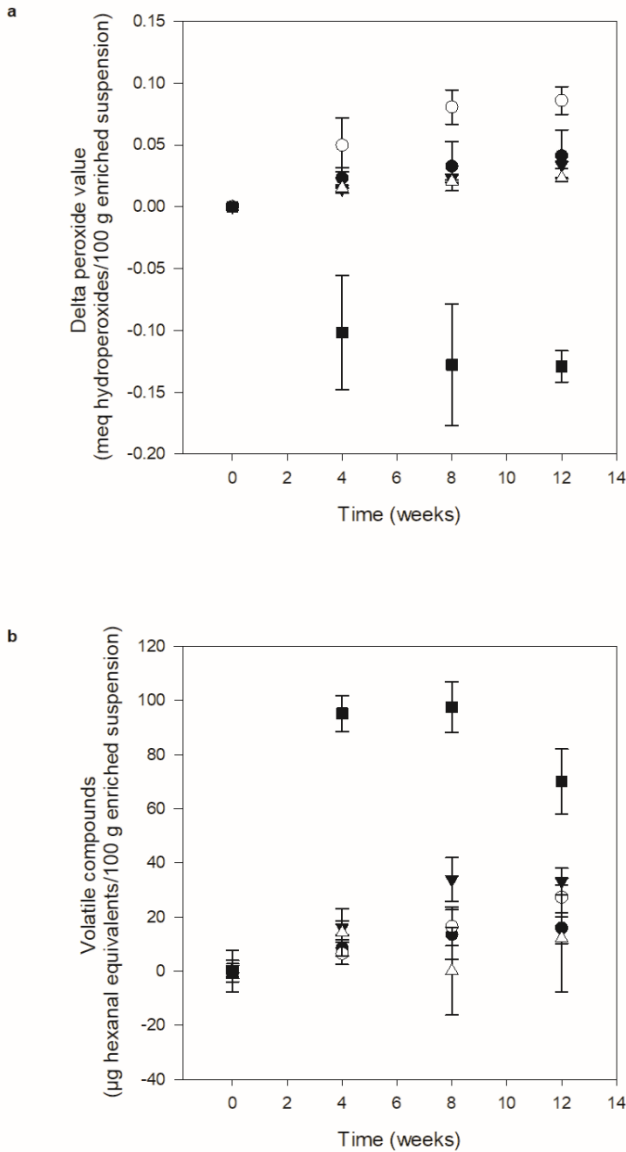 a
Delta peroxide value
(meq hydroperoxides/100 g enriched suspension)
0.15
0.10
0.05
0.00
-0.05
-0.10
-0.15
-0.20
0 2 4 6 8 10 12 14
Time (weeks)
b
Volatile compounds
(µg hexanal equivalents/100 g enriched suspension)
120
100
80
60
40
20
0
-20
-40
0 2 4 6 8 10 12 14
Time (weeks)